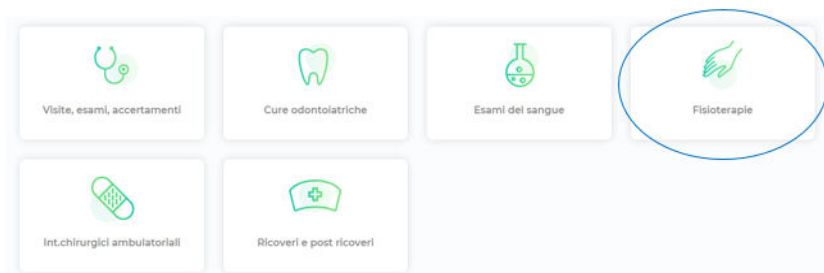 Visite, esami, accertamenti
Cure odontoiatriche
Esami del sangue
Fisioterapie
Int.chirurgici ambulatoriali
Ricoveri e post ricoveri